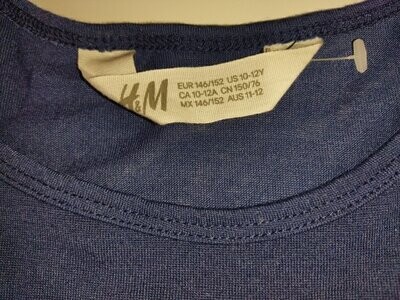 H&M
EUR 146/152 US 10-12Y
CA 10-12A CN 150/76
MX 146/152 AUS 11-12